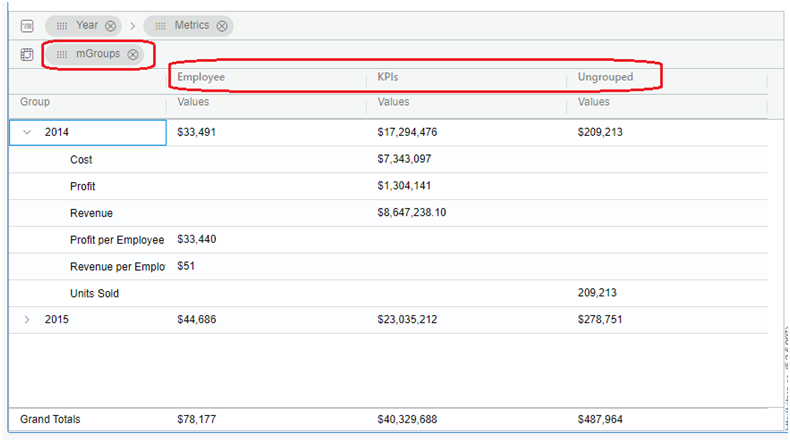 Year > Metrics
mGroups
Employee KPIs Ungrouped
Group Values Values Values
2014 $33,491 $17,294,476 $209,213
Cost $7,343,097
Profit $1,304,141
Revenue $8,647,238.10
Profit per Employee $33,440
Revenue per Emplo $51
Units Sold 209,213
2015 $44,686 $23,035,212 $278,751
Grand Totals $78,177 $40,329,688 $487,964